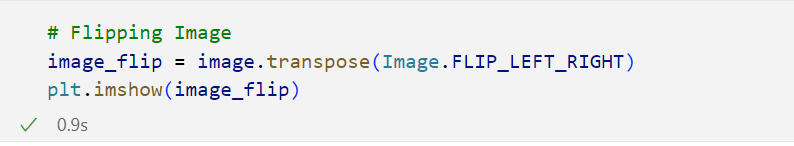 # Flipping Image
image_flip = image.transpose(Image.FLIP_LEFT_RIGHT)
plt.imshow(image_flip)
0.9s